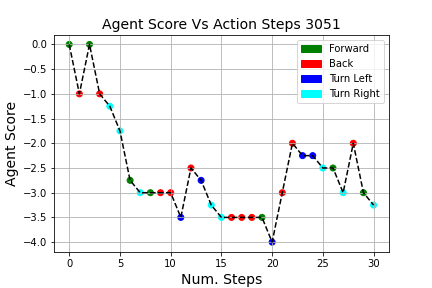 Agent Score Vs Action Steps 3051
Agent Score
0.0
−0.5
−1.0
−1.5
−2.0
−2.5
−3.0
−3.5
−4.0
Forward
Back
Turn Left
Turn Right
0 5 10 15 20 25 30
Num. Steps